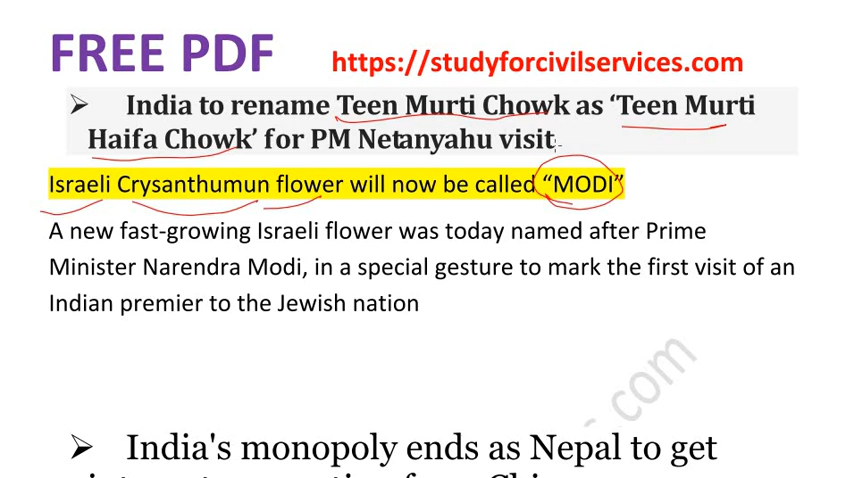 FREE PDF https://studyforcivilservices.com
➢ India to rename Teen Murti Chowk as ‘Teen Murti
Haifa Chowk’ for PM Netanyahu visit
Israeli Crysanthumun flower will now be called “MODI”
A new fast-growing Israeli flower was today named after Prime
Minister Narendra Modi, in a special gesture to mark the first visit of an
Indian premier to the Jewish nation
com
➢ India's monopoly ends as Nepal to get